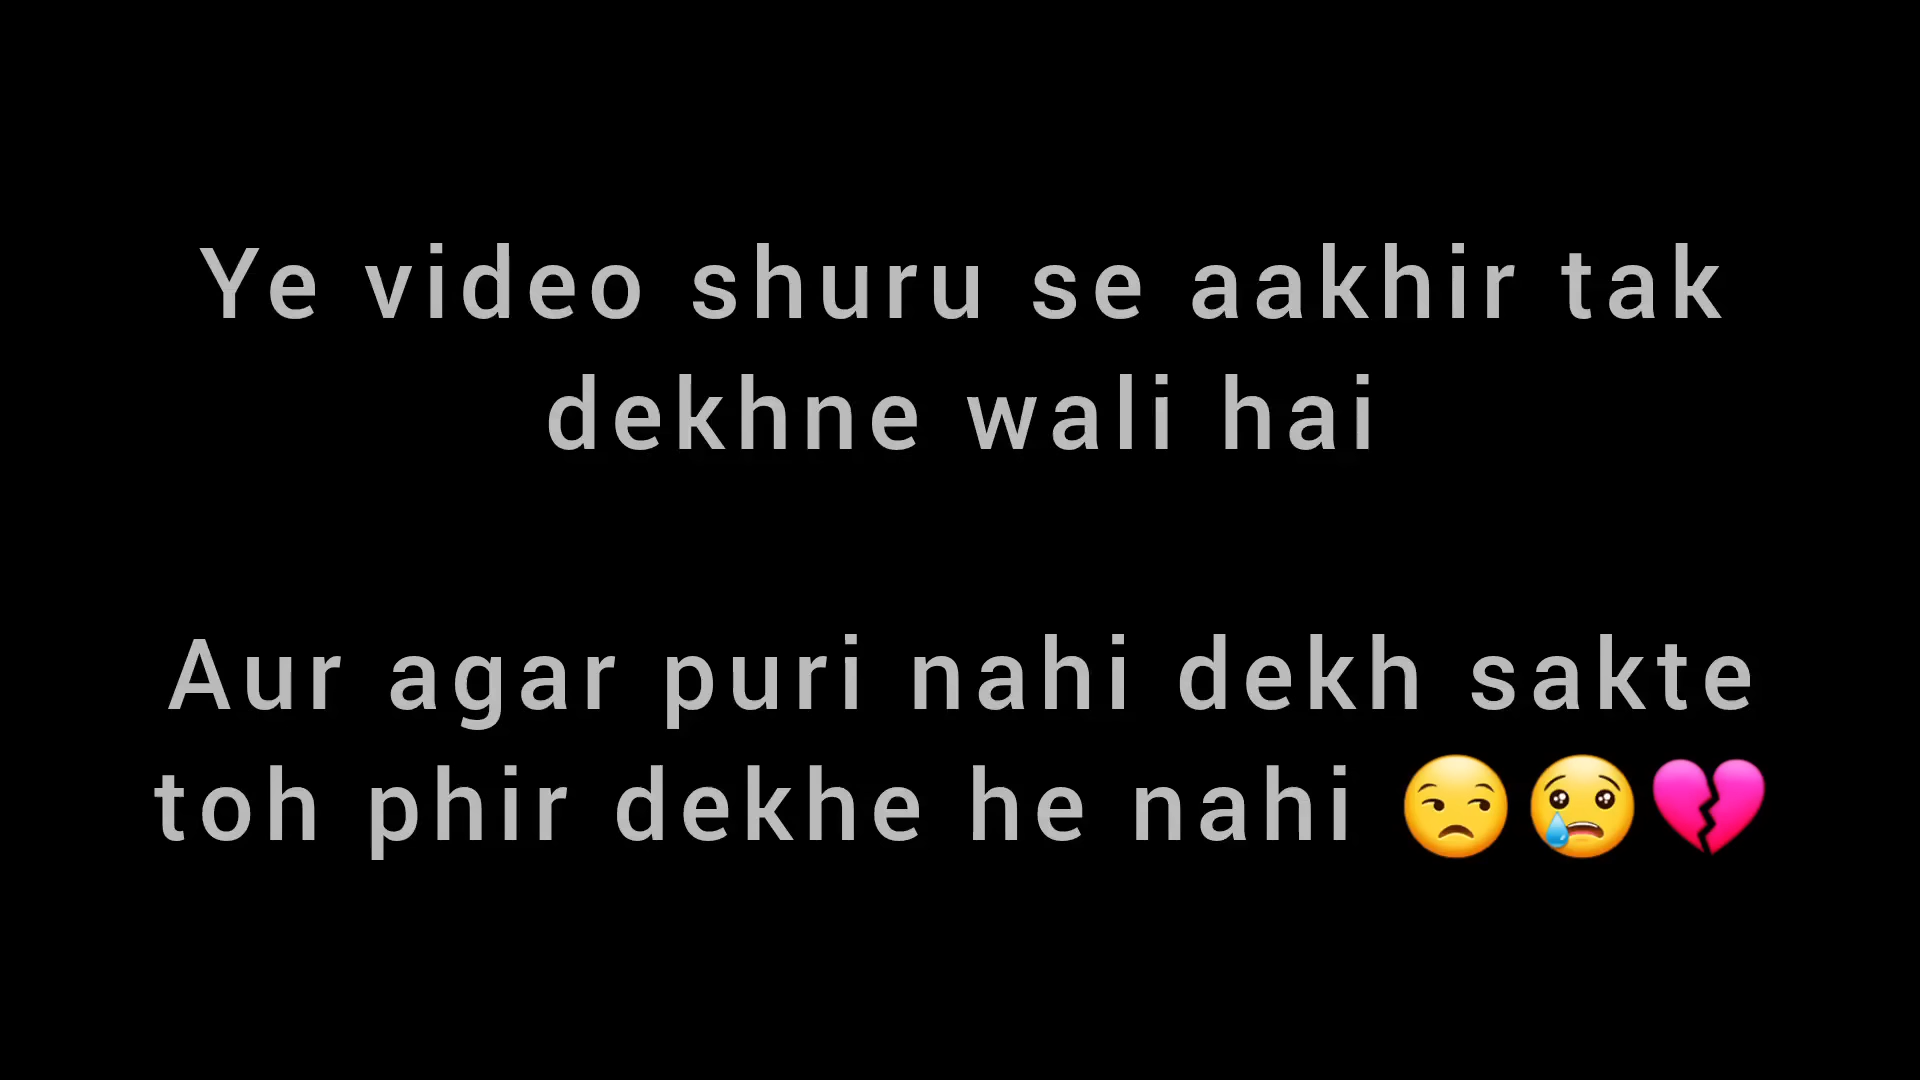 Ye video shuru se aakhir tak
dekhne wali hai
Aur agar puri nahi dekh sakte
toh phir dekhe he nahi 😒😢💔